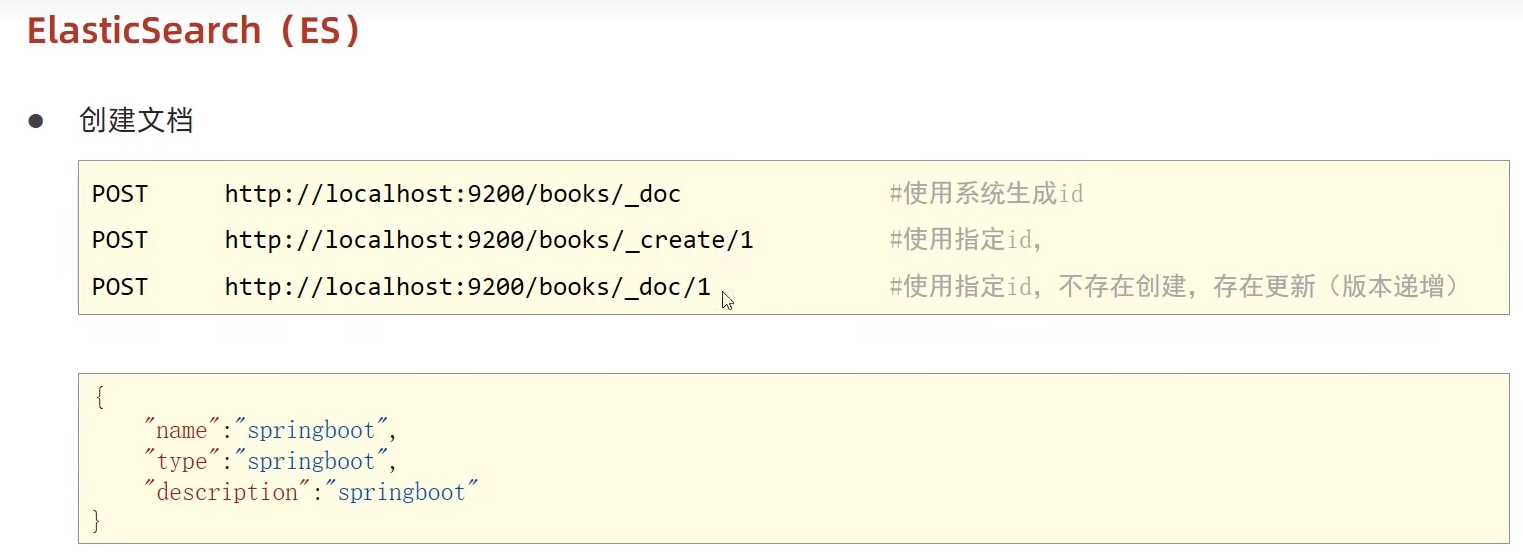 ElasticSearch（ES）
● 创建文档
POST http://localhost:9200/books/_doc #使用系统生成id
POST http://localhost:9200/books/_create/1 #使用指定id，
POST http://localhost:9200/books/_doc/1 #使用指定id，不存在创建，存在更新（版本递增）
{
"name":"springboot",
"type":"springboot",
"description":"springboot"
}